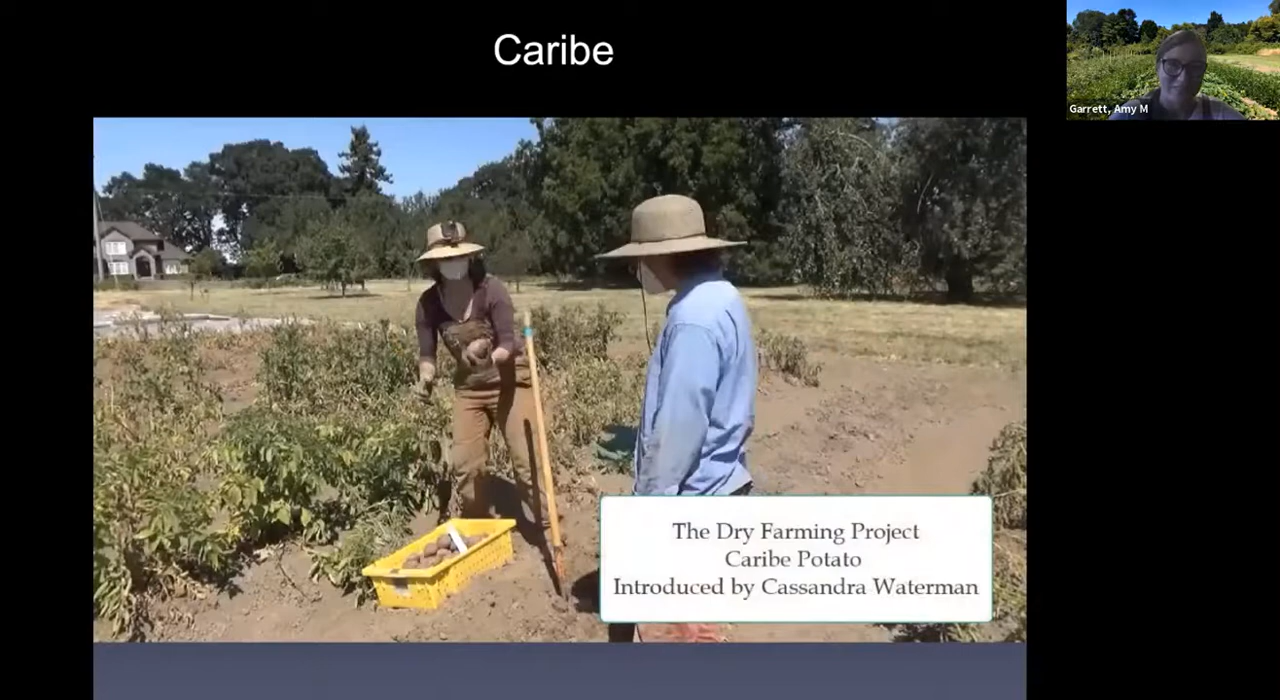 Caribe
Garrett, Amy M
The Dry Farming Project
Caribe Potato
Introduced by Cassandra Waterman